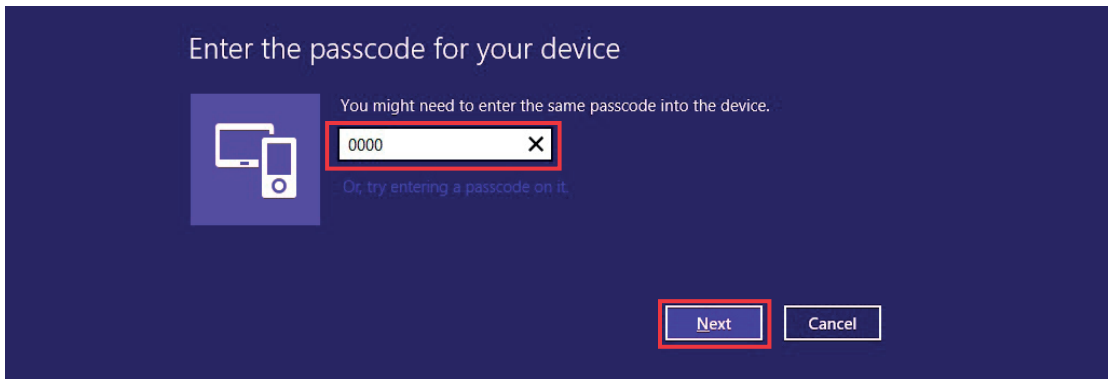 Enter the passcode for your device
You might need to enter the same passcode into the device.
0000
Or, try entering a passcode on it.
Next
Cancel